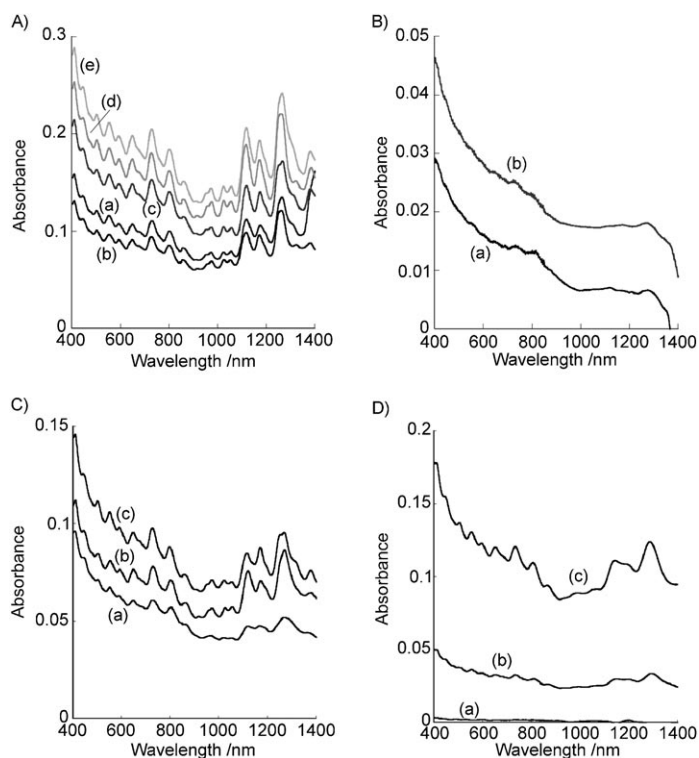 A)
Absorbance
0.3
0.2
0.1
0
(e)
(d)
(c)
(a)
(b)
400 600 800 1000 1200 1400
Wavelength /nm
B)
Absorbance
0.05
0.04
0.03
0.02
0.01
0
(b)
(a)
400 600 800 1000 1200 1400
Wavelength /nm
C)
Absorbance
0.15
0.1
0.05
0
(c)
(b)
(a)
400 600 800 1000 1200 1400
Wavelength /nm
D)
Absorbance
0.2
0.15
0.1
0.05
0
(c)
(b)
(a)
400 600 800 1000 1200 1400
Wavelength /nm